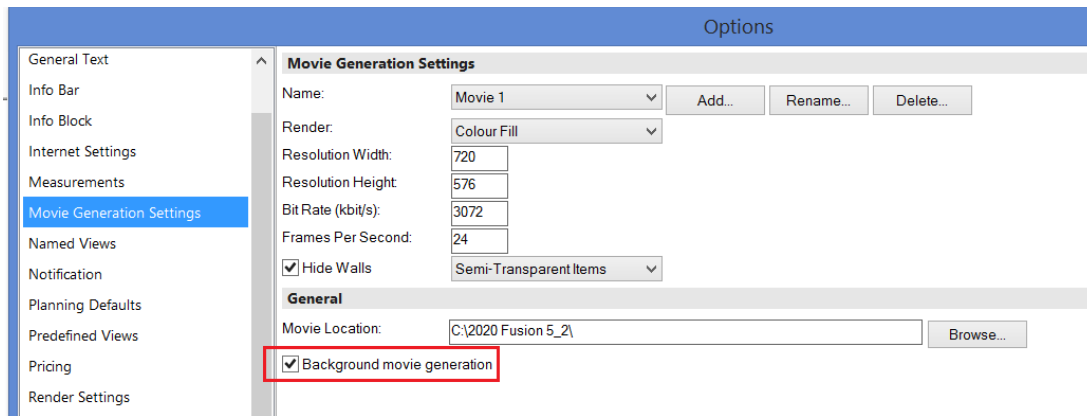 Options
General Text
Info Bar
Info Block
Internet Settings
Measurements
Movie Generation Settings
Named Views
Notification
Planning Defaults
Predefined Views
Pricing
Render Settings
Movie Generation Settings
Name: Movie 1 Add... Rename... Delete...
Render: Colour Fill
Resolution Width: 720
Resolution Height: 576
Bit Rate (kbit/s): 3072
Frames Per Second: 24
Hide Walls Semi-Transparent Items
General
Movie Location: C:\2020 Fusion 5_2\ Browse...
Background movie generation